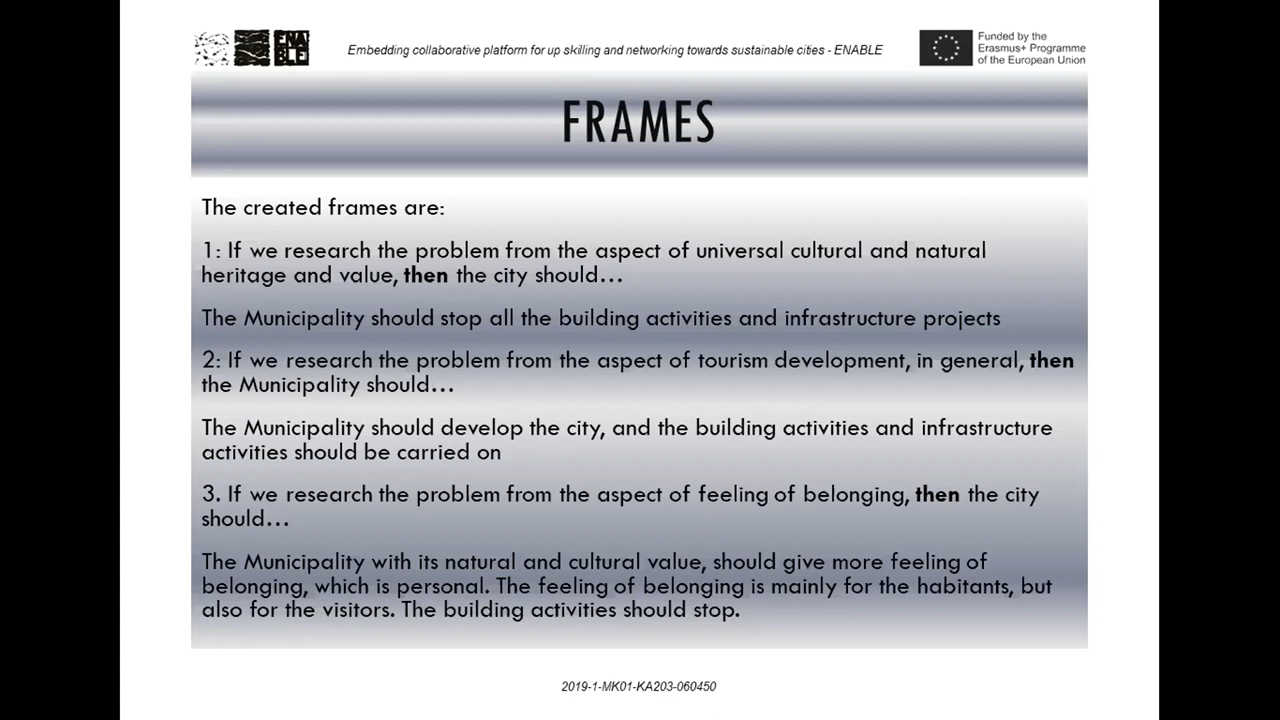 ENA
BLE
Embedding collaborative platform for up skilling and networking towards sustainable cities - ENABLE
Funded by the
Erasmus+ Programme
of the European Union
FRAMES
The created frames are:
1: If we research the problem from the aspect of universal cultural and natural
heritage and value, then the city should...
The Municipality should stop all the building activities and infrastructure projects
2: If we research the problem from the aspect of tourism development, in general, then
the Municipality should...
The Municipality should develop the city, and the building activities and infrastructure
activities should be carried on
3. If we research the problem from the aspect of feeling of belonging, then the city
should...
The Municipality with its natural and cultural value, should give more feeling of
belonging, which is personal. The feeling of belonging is mainly for the habitants, but
also for the visitors. The building activities should stop.
2019-1-MK01-KA203-060450